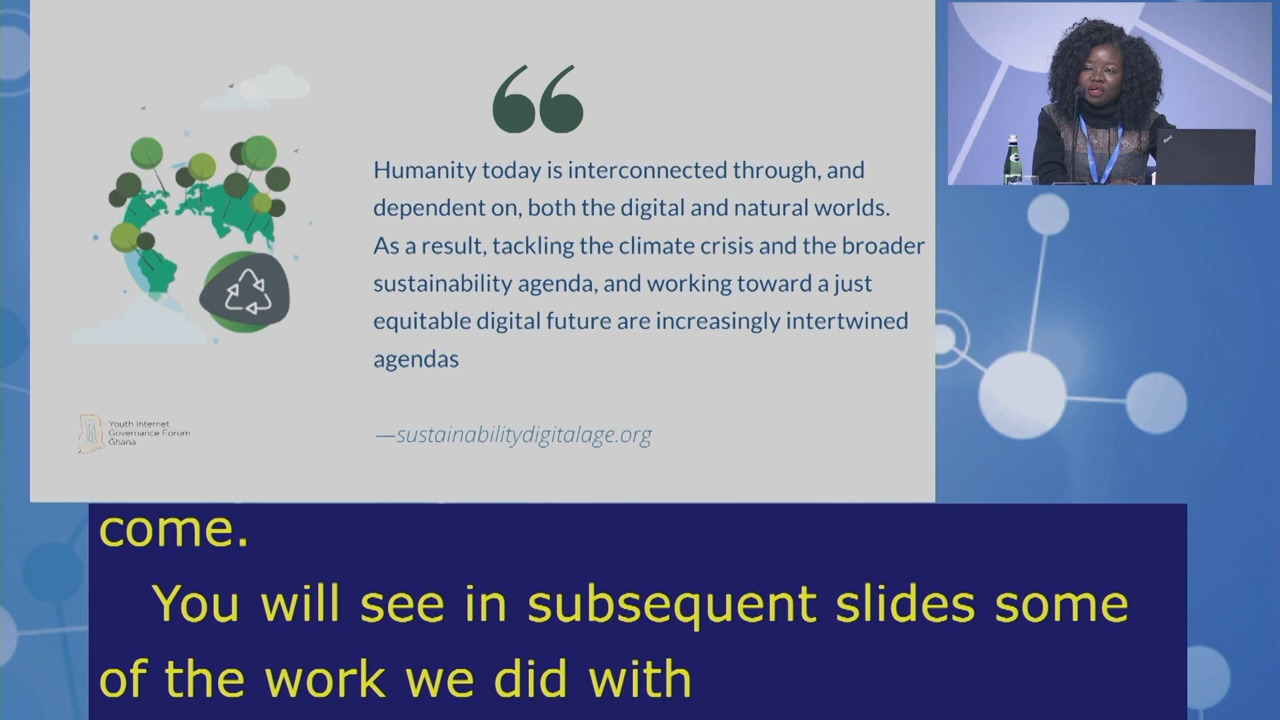 “
Humanity today is interconnected through, and
dependent on, both the digital and natural worlds.
As a result, tackling the climate crisis and the broader
sustainability agenda, and working toward a just
equitable digital future are increasingly intertwined
agendas
—sustainabilitydigitalage.org
Youth Internet
Governance Forum
Ghana
come.
You will see in subsequent slides some
of the work we did with